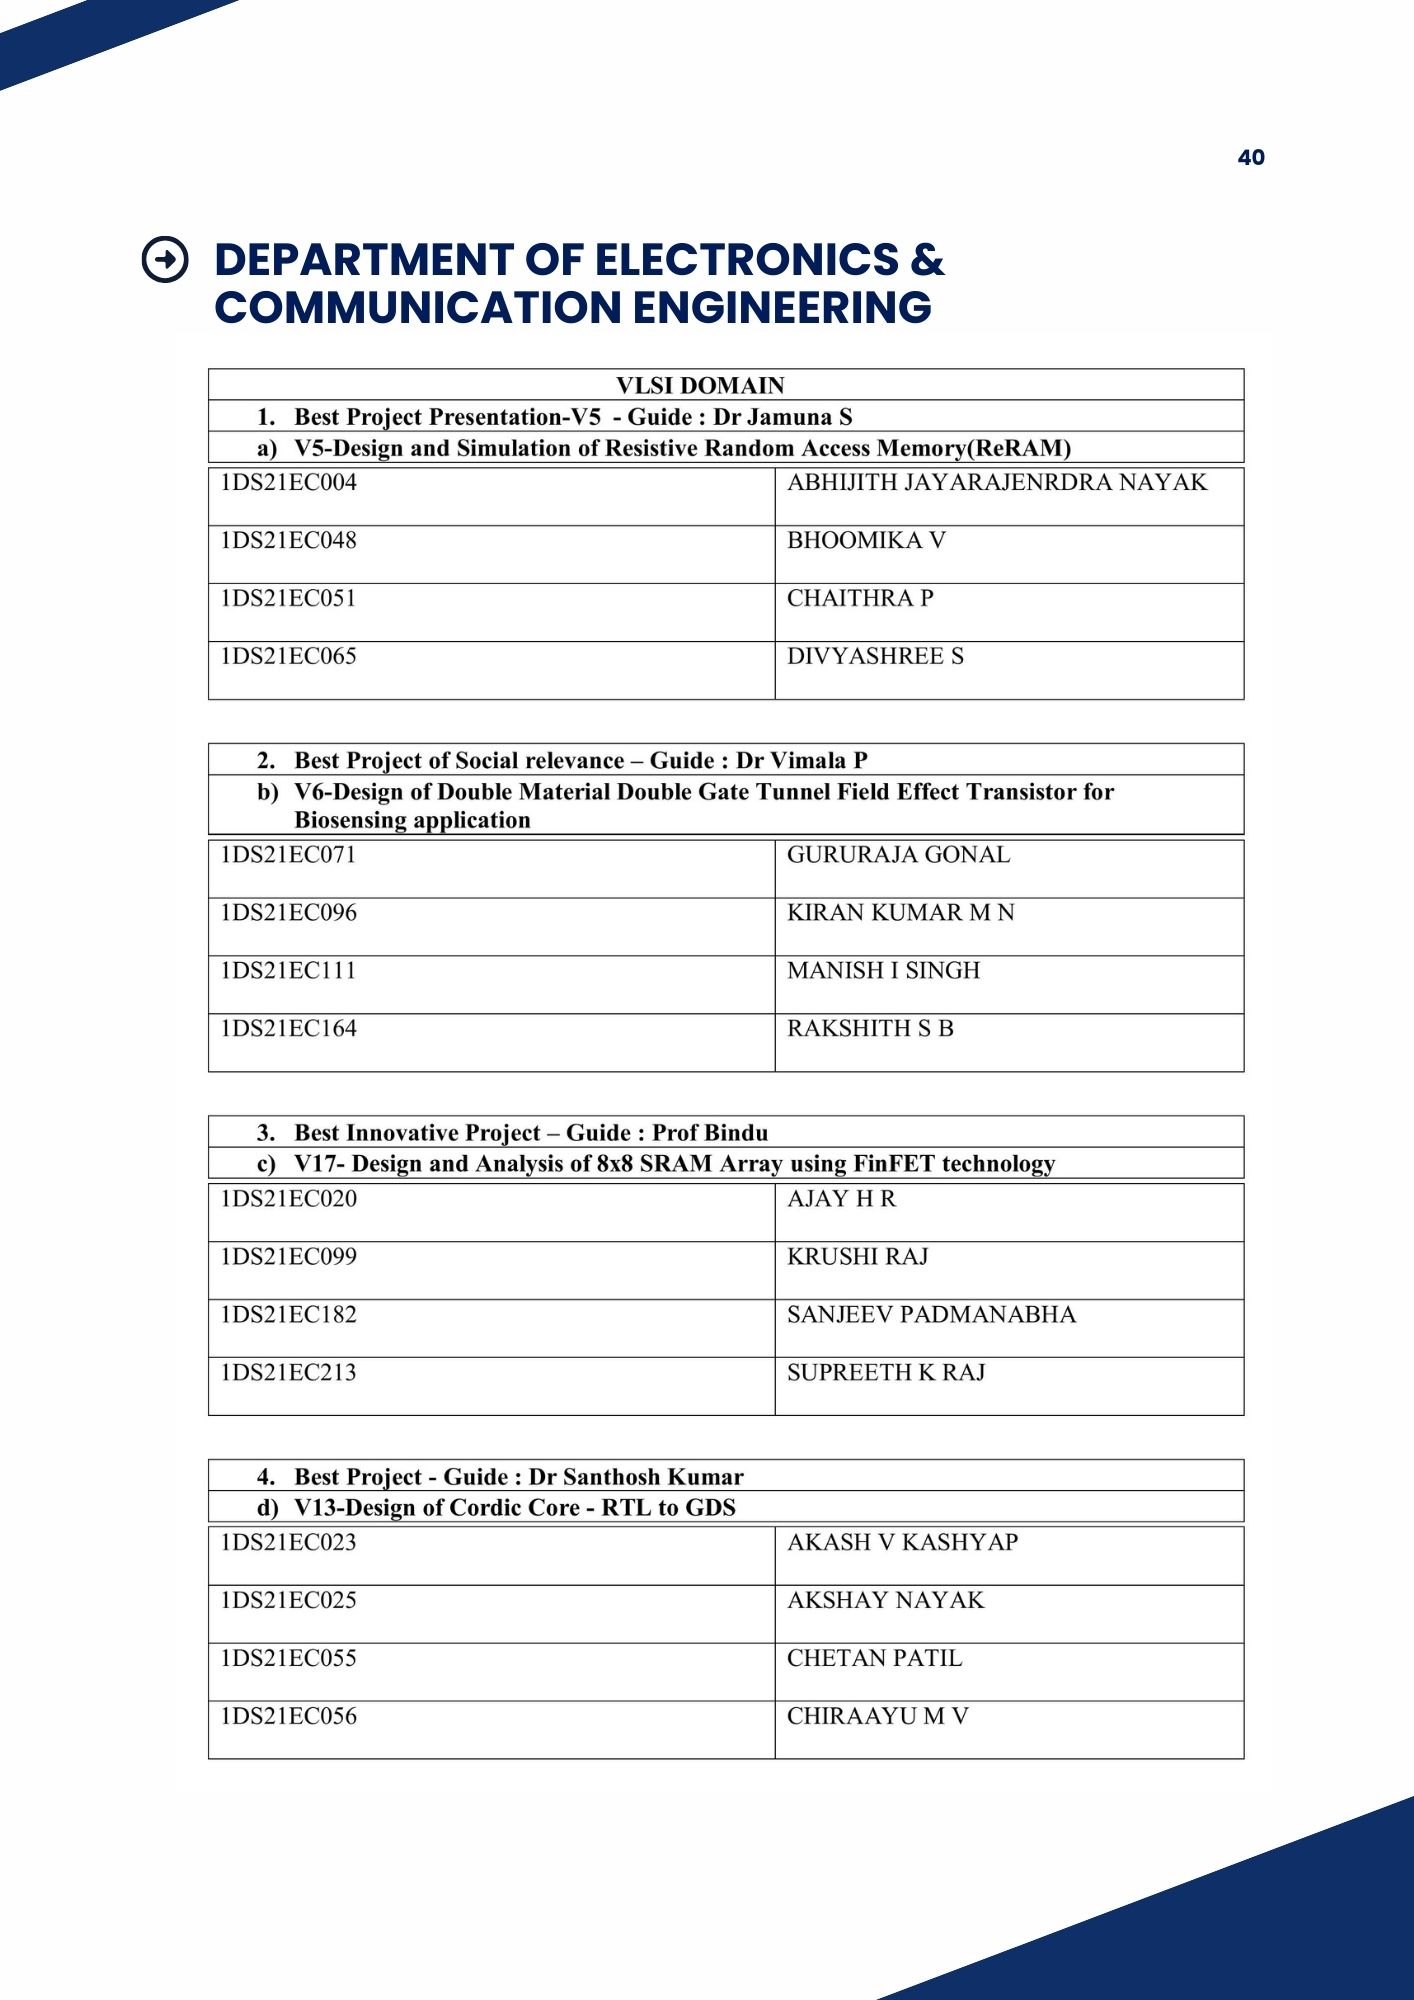 40
DEPARTMENT OF ELECTRONICS &
COMMUNICATION ENGINEERING
VLSI DOMAIN
1. Best Project Presentation-V5 - Guide : Dr Jamuna S
a) V5-Design and Simulation of Resistive Random Access Memory(ReRAM)
1DS21EC004 ABHIJITH JAYARAJENRDRA NAYAK
1DS21EC048 BHOOMIKA V
1DS21EC051 CHAITHRA P
1DS21EC065 DIVYASHREE S
2. Best Project of Social relevance – Guide : Dr Vimala P
b) V6-Design of Double Material Double Gate Tunnel Field Effect Transistor for
Biosensing application
1DS21EC071 GURURAJA GONAL
1DS21EC096 KIRAN KUMAR M N
1DS21EC111 MANISH I SINGH
1DS21EC164 RAKSHITH S B
3. Best Innovative Project – Guide : Prof Bindu
c) V17- Design and Analysis of 8x8 SRAM Array using FinFET technology
1DS21EC020 AJAY H R
1DS21EC099 KRUSHI RAJ
1DS21EC182 SANJEEV PADMANABHA
1DS21EC213 SUPREETH K RAJ
4. Best Project - Guide : Dr Santhosh Kumar
d) V13-Design of Cordic Core - RTL to GDS
1DS21EC023 AKASH V KASHYAP
1DS21EC025 AKSHAY NAYAK
1DS21EC055 CHETAN PATIL
1DS21EC056 CHIRAAYU M V